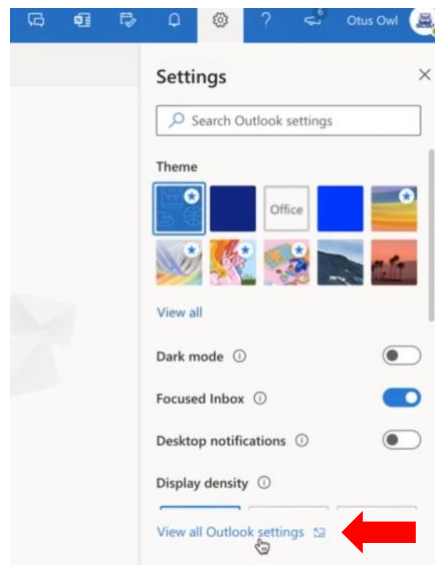 6
? Otus Owl
Settings
Search Outlook settings
Theme
Office
View all
Dark mode
Focused Inbox
Desktop notifications
Display density
View all Outlook settings